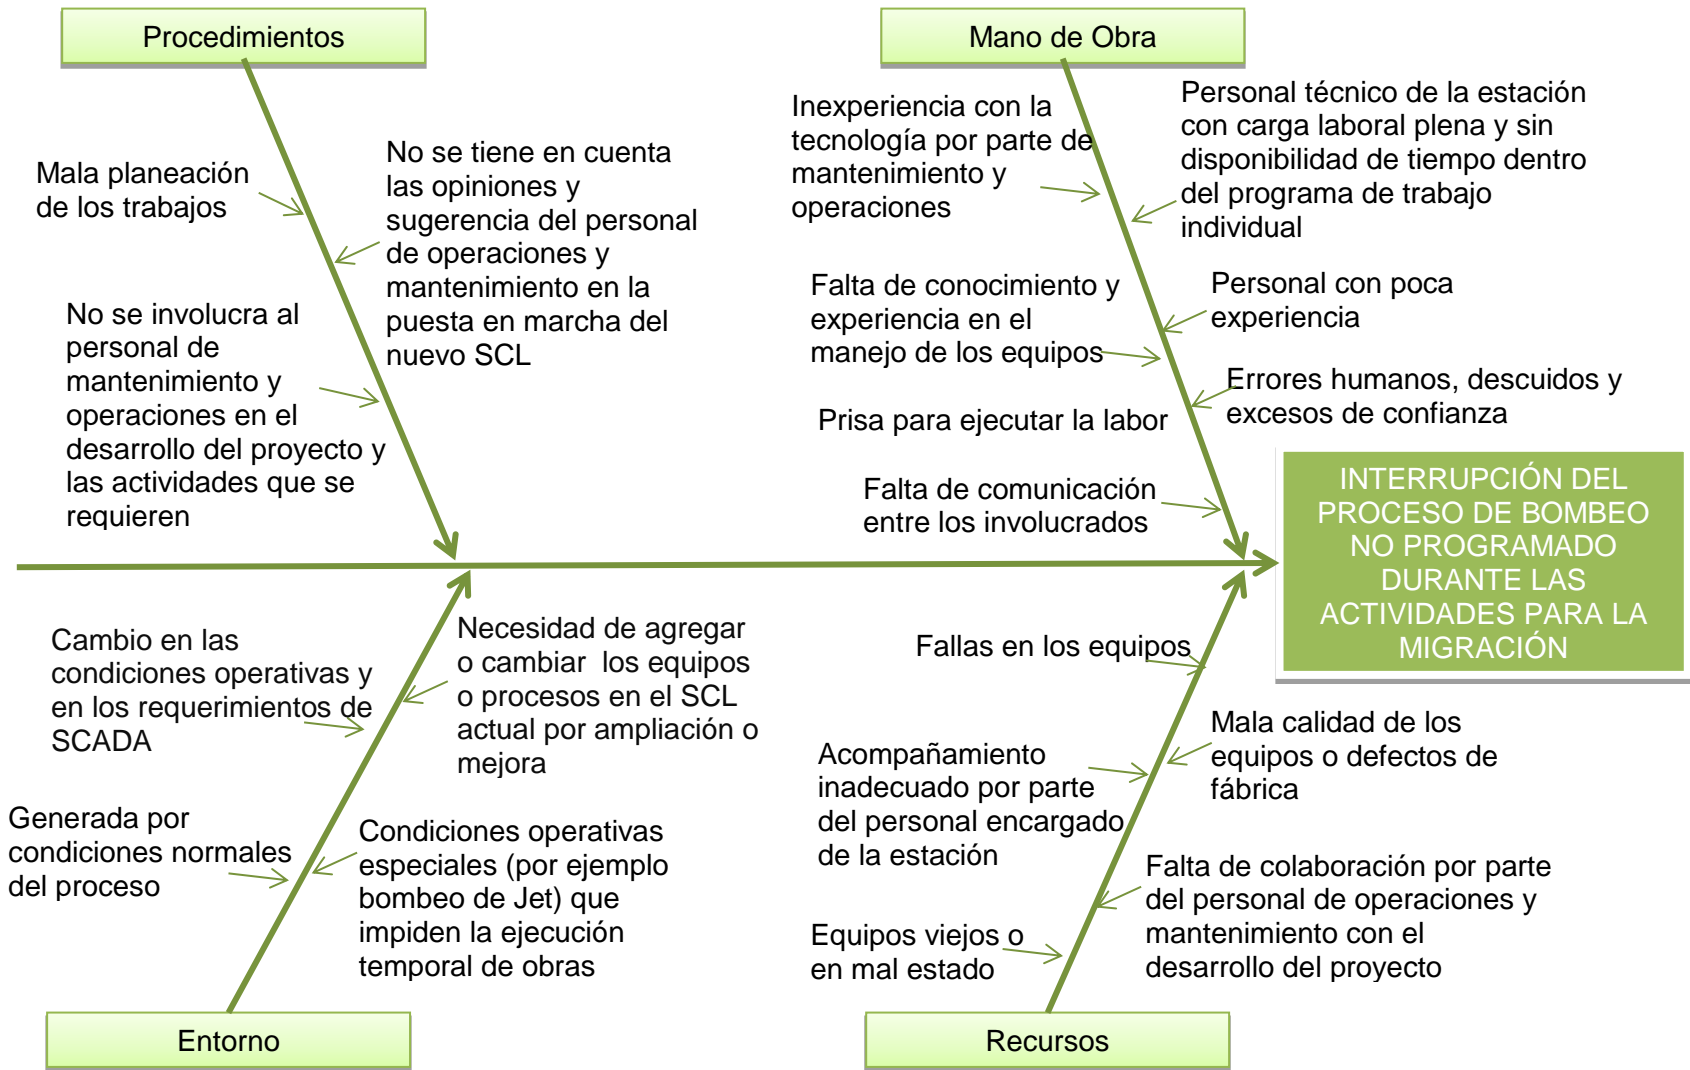 Procedimientos
Mano de Obra
Mala planeación
de los trabajos
No se tiene en cuenta
las opiniones y
sugerencia del personal
de operaciones y
mantenimiento en la
puesta en marcha del
nuevo SCL
No se involucra al
personal de
mantenimiento y
operaciones en el
desarrollo del proyecto y
las actividades que se
requieren
Inexperiencia con la
tecnología por parte de
mantenimiento y
operaciones
Personal técnico de la estación
con carga laboral plena y sin
disponibilidad de tiempo dentro
del programa de trabajo
individual
Falta de conocimiento y
experiencia en el
manejo de los equipos
Personal con poca
experiencia
Prisa para ejecutar la labor
Errores humanos, descuidos y
excesos de confianza
Falta de comunicación
entre los involucrados
INTERRUPCIÓN DEL
PROCESO DE BOMBEO
NO PROGRAMADO
DURANTE LAS
ACTIVIDADES PARA LA
MIGRACIÓN
Cambio en las
condiciones operativas y
en los requerimientos de
SCADA
Necesidad de agregar
o cambiar  los equipos
o procesos en el SCL
actual por ampliación o
mejora
Generada por
condiciones normales
del proceso
Condiciones operativas
especiales (por ejemplo
bombeo de Jet) que
impiden la ejecución
temporal de obras
Fallas en los equipos
Mala calidad de los
equipos o defectos de
fábrica
Acompañamiento
inadecuado por parte
del personal encargado
de la estación
Falta de colaboración por parte
del personal de operaciones y
mantenimiento con el
desarrollo del proyecto
Equipos viejos o
en mal estado
Entorno
Recursos